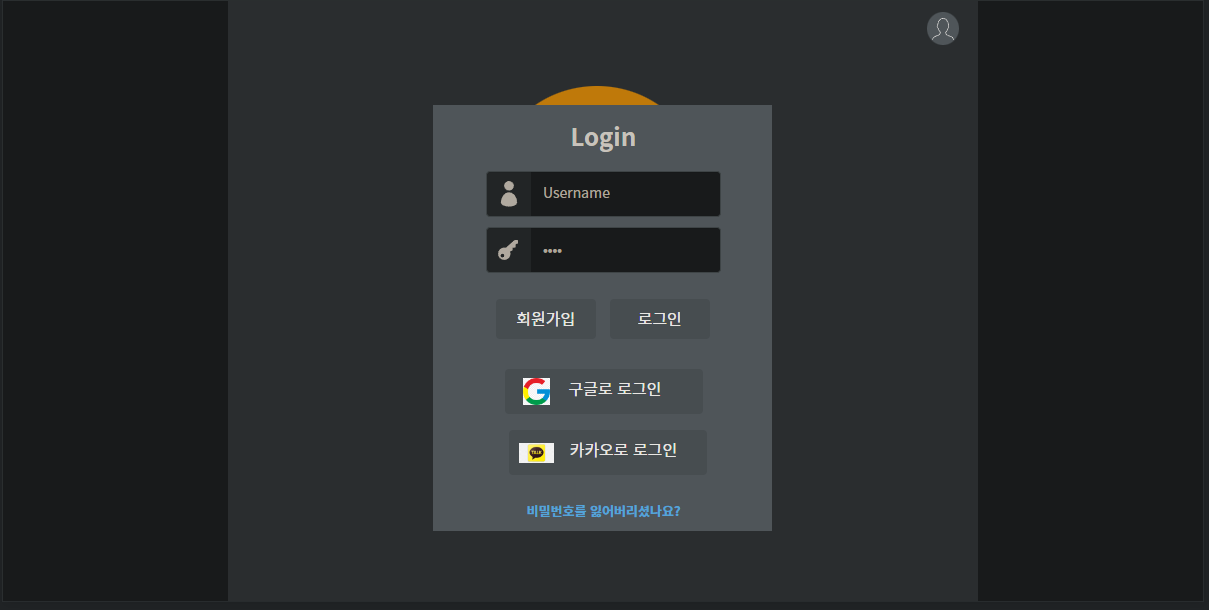 Login
Username
••••
회원가입
로그인
구글로 로그인
TALK
카카오로 로그인
비밀번호를 잃어버리셨나요?